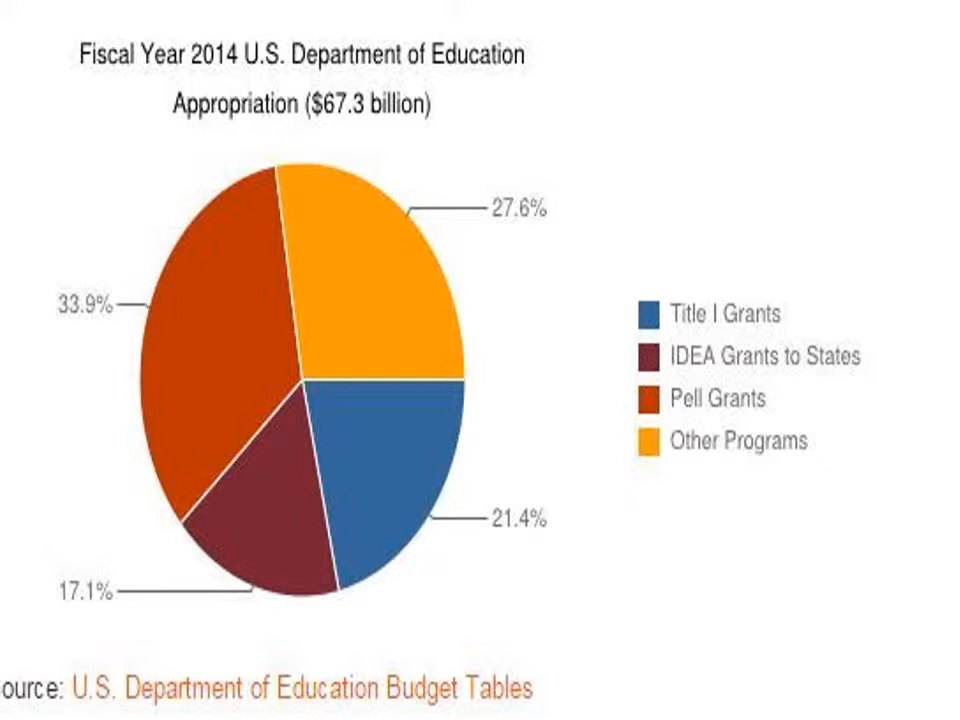 Fiscal Year 2014 U.S. Department of Education
Appropriation ($67.3 billion)
27.6%
33.9%
Title I Grants
IDEA Grants to States
Pell Grants
Other Programs
21.4%
17.1%
ource: U.S. Department of Education Budget Tables